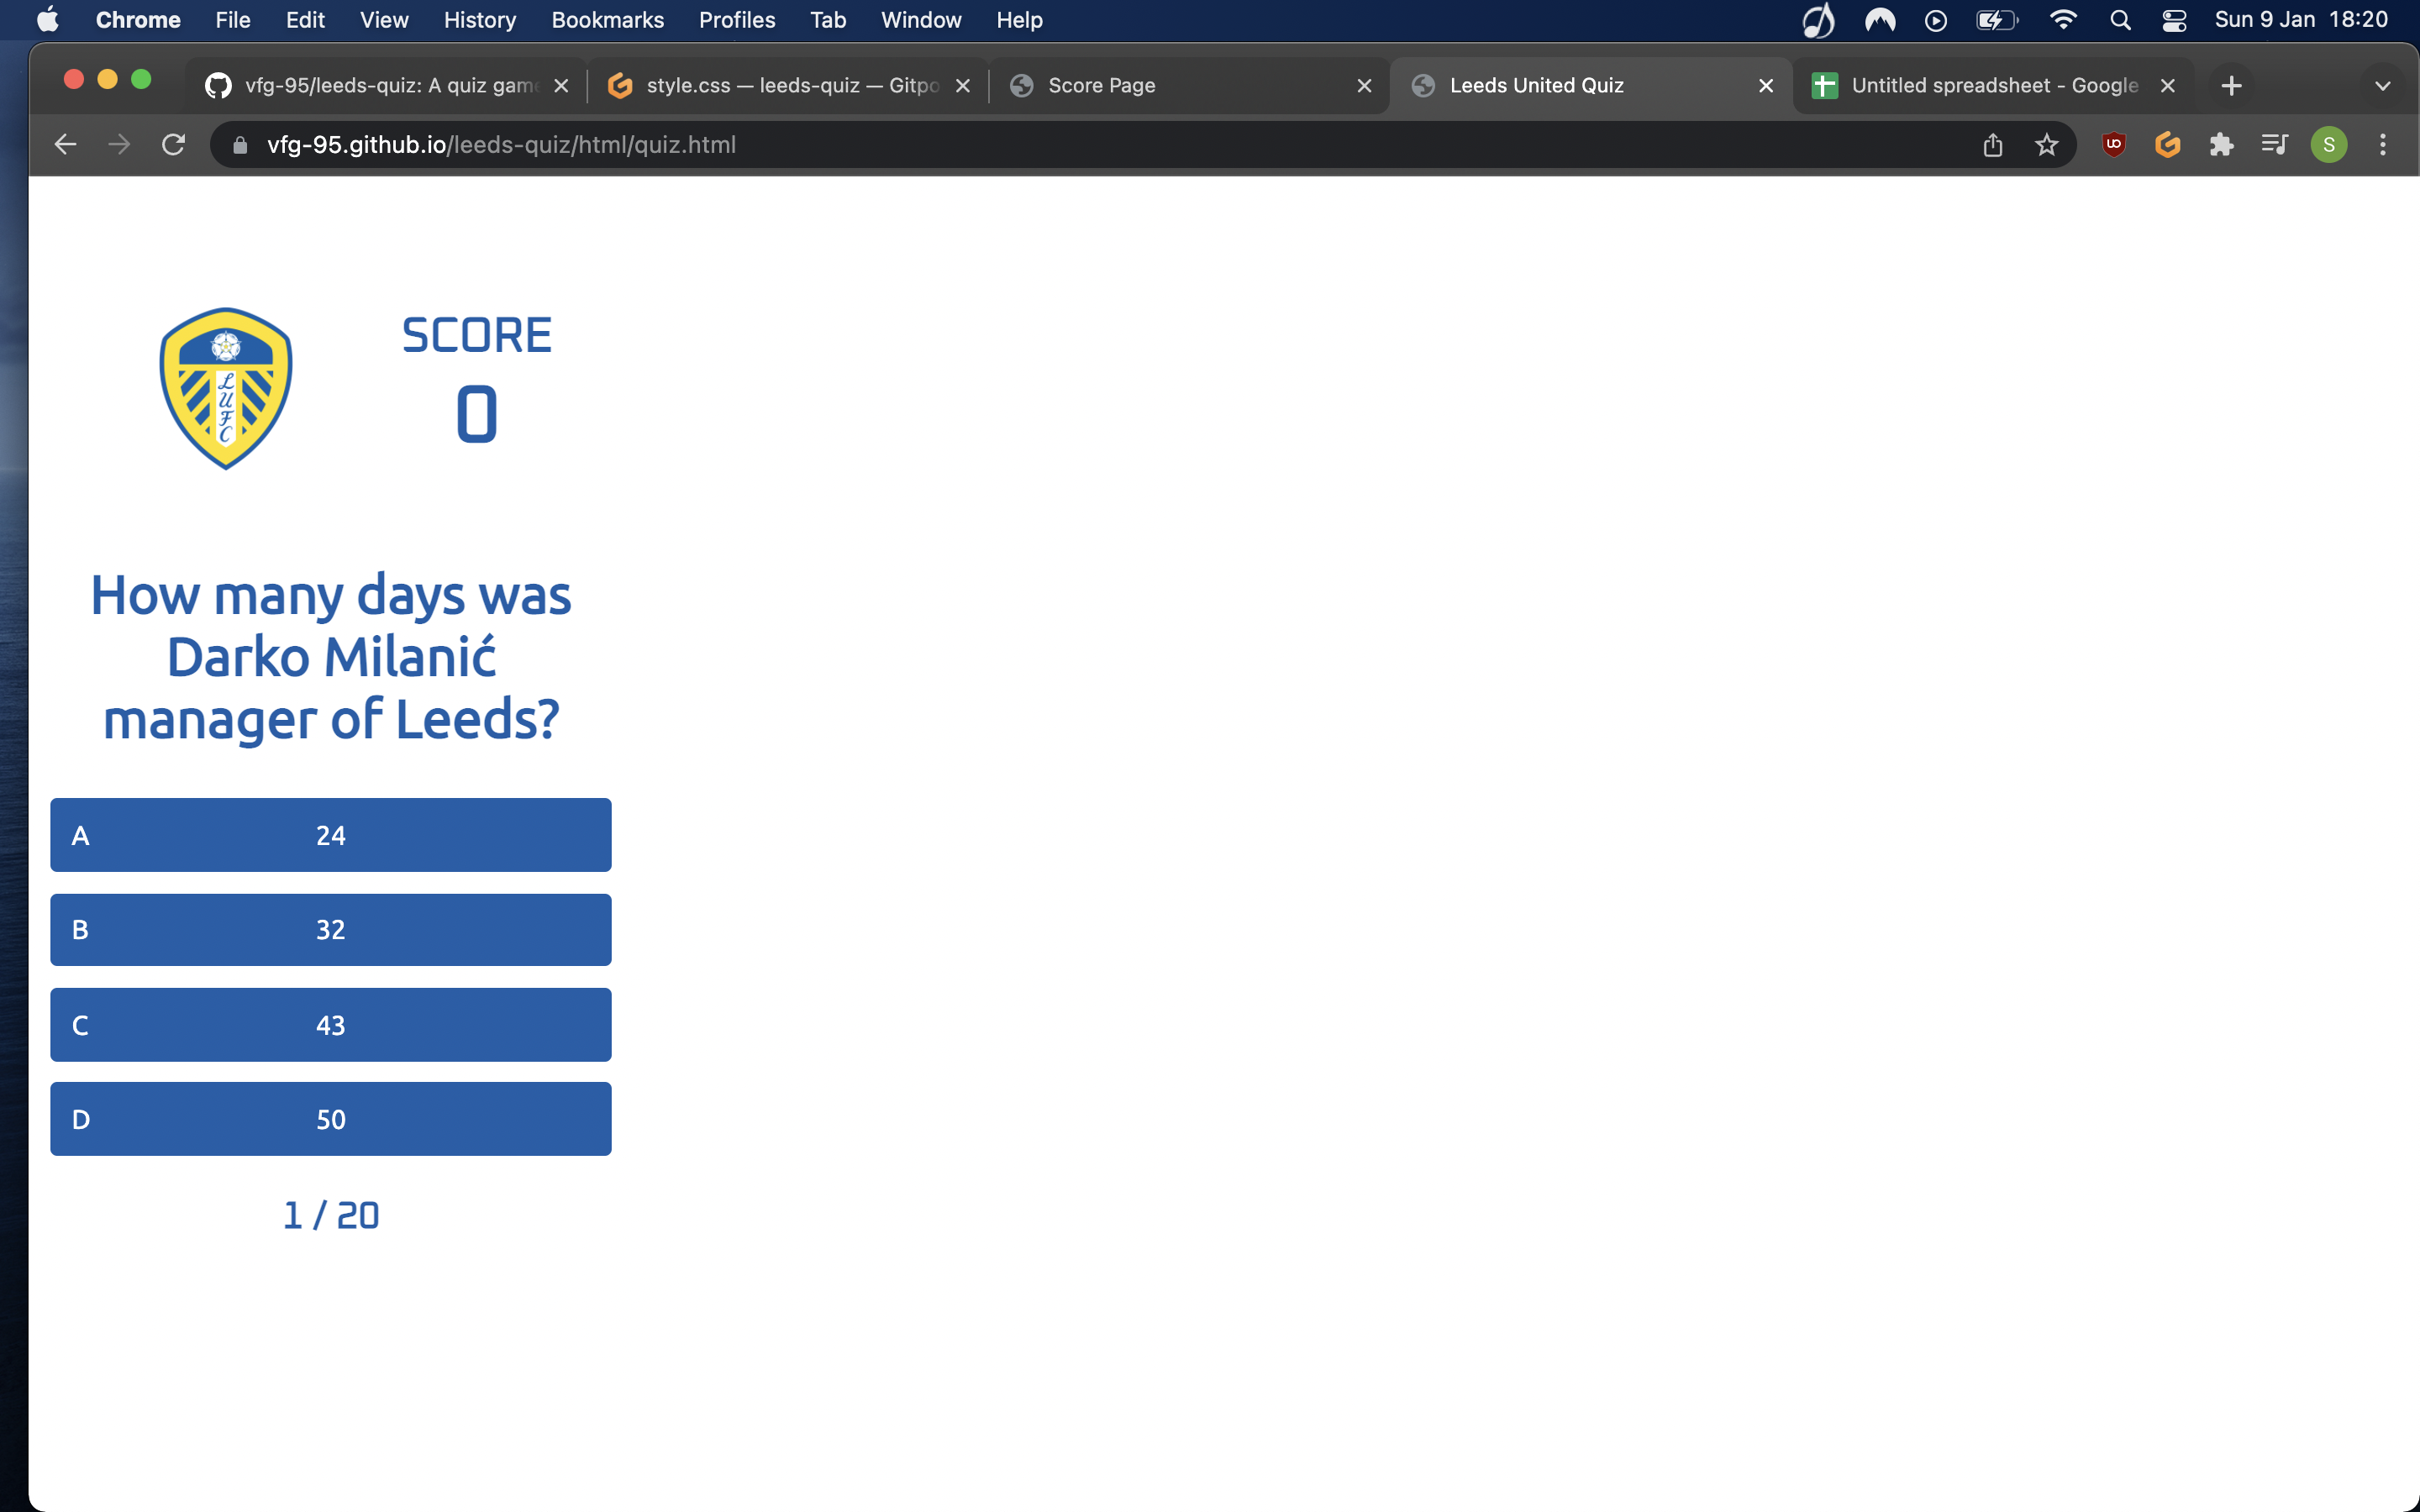 Chrome File Edit View History Bookmarks Profiles Tab Window Help Sun 9 Jan 18:20
vfg-95/leeds-quiz: A quiz game style.css — leeds-quiz — Gitpo Score Page Leeds United Quiz Untitled spreadsheet - Google
vfg-95.github.io/leeds-quiz/html/quiz.html UO S
LUFC
SCORE
0
How many days was
Darko Milanić
manager of Leeds?
A 24
B 32
C 43
D 50
1 / 20